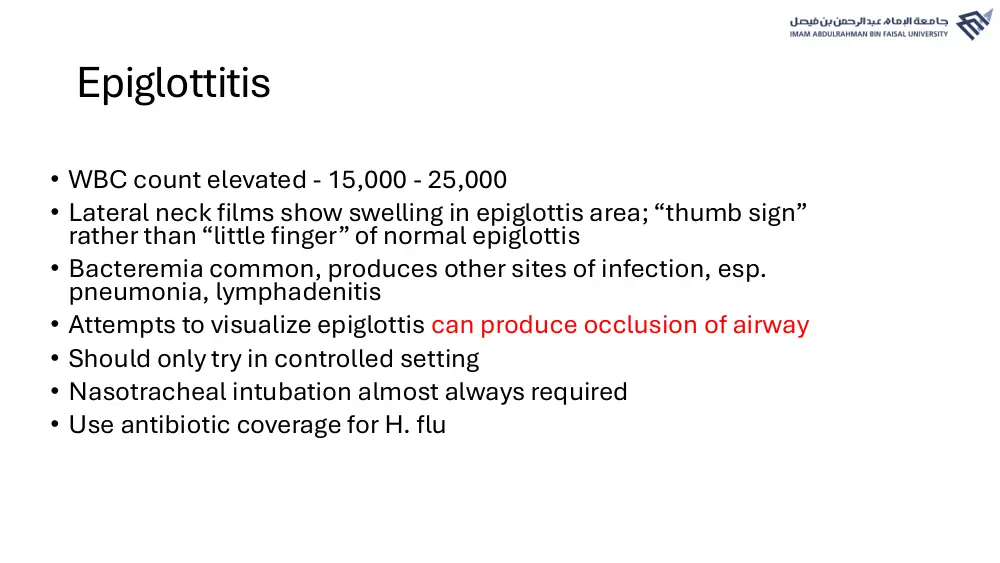 جامعة الإمام عبدالرحمن بن فيصل
IMAM ABDULRAHMAN BIN FAISAL UNIVERSITY
Epiglottitis
• WBC count elevated - 15,000 - 25,000
• Lateral neck films show swelling in epiglottis area; “thumb sign”
rather than “little finger” of normal epiglottis
• Bacteremia common, produces other sites of infection, esp.
pneumonia, lymphadenitis
• Attempts to visualize epiglottis can produce occlusion of airway
• Should only try in controlled setting
• Nasotracheal intubation almost always required
• Use antibiotic coverage for H. flu